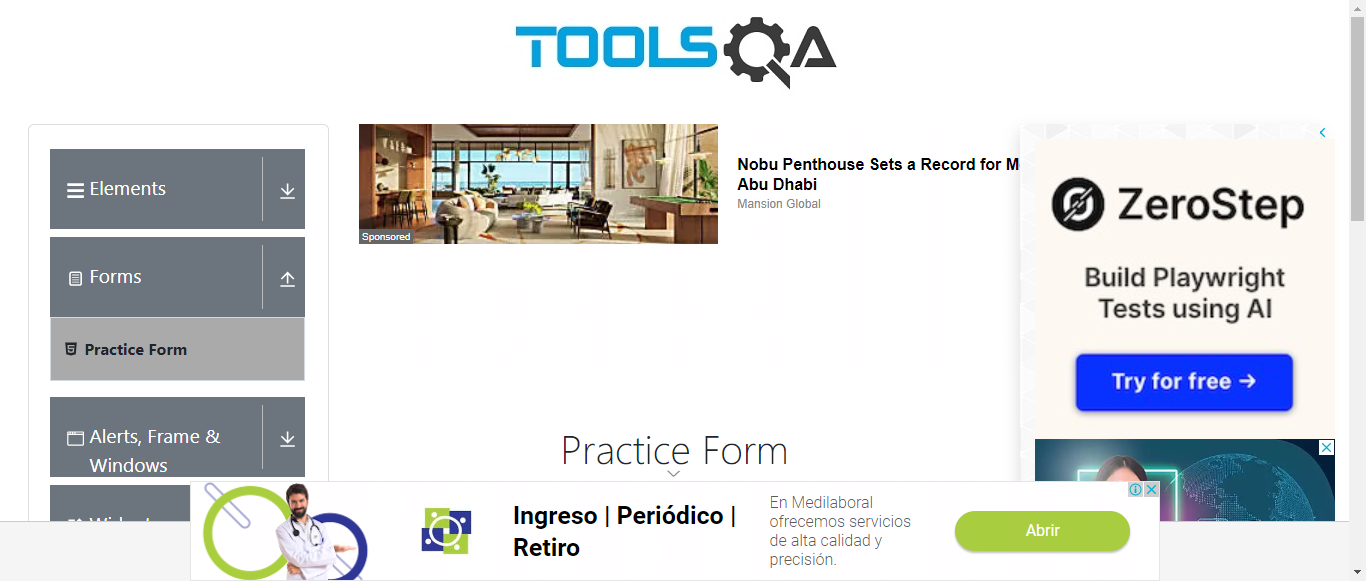 TOOLSQA
Elements
Forms
Practice Form
Alerts, Frame &
Windows
Sponsored
Nobu Penthouse Sets a Record for M
Abu Dhabi
Mansion Global
Practice Form
ZeroStep
Build Playwright
Tests using AI
Try for free →
Ingreso | Periódico |
Retiro
En Medilaboral
ofrecemos servicios
de alta calidad y
precisión.
Abrir